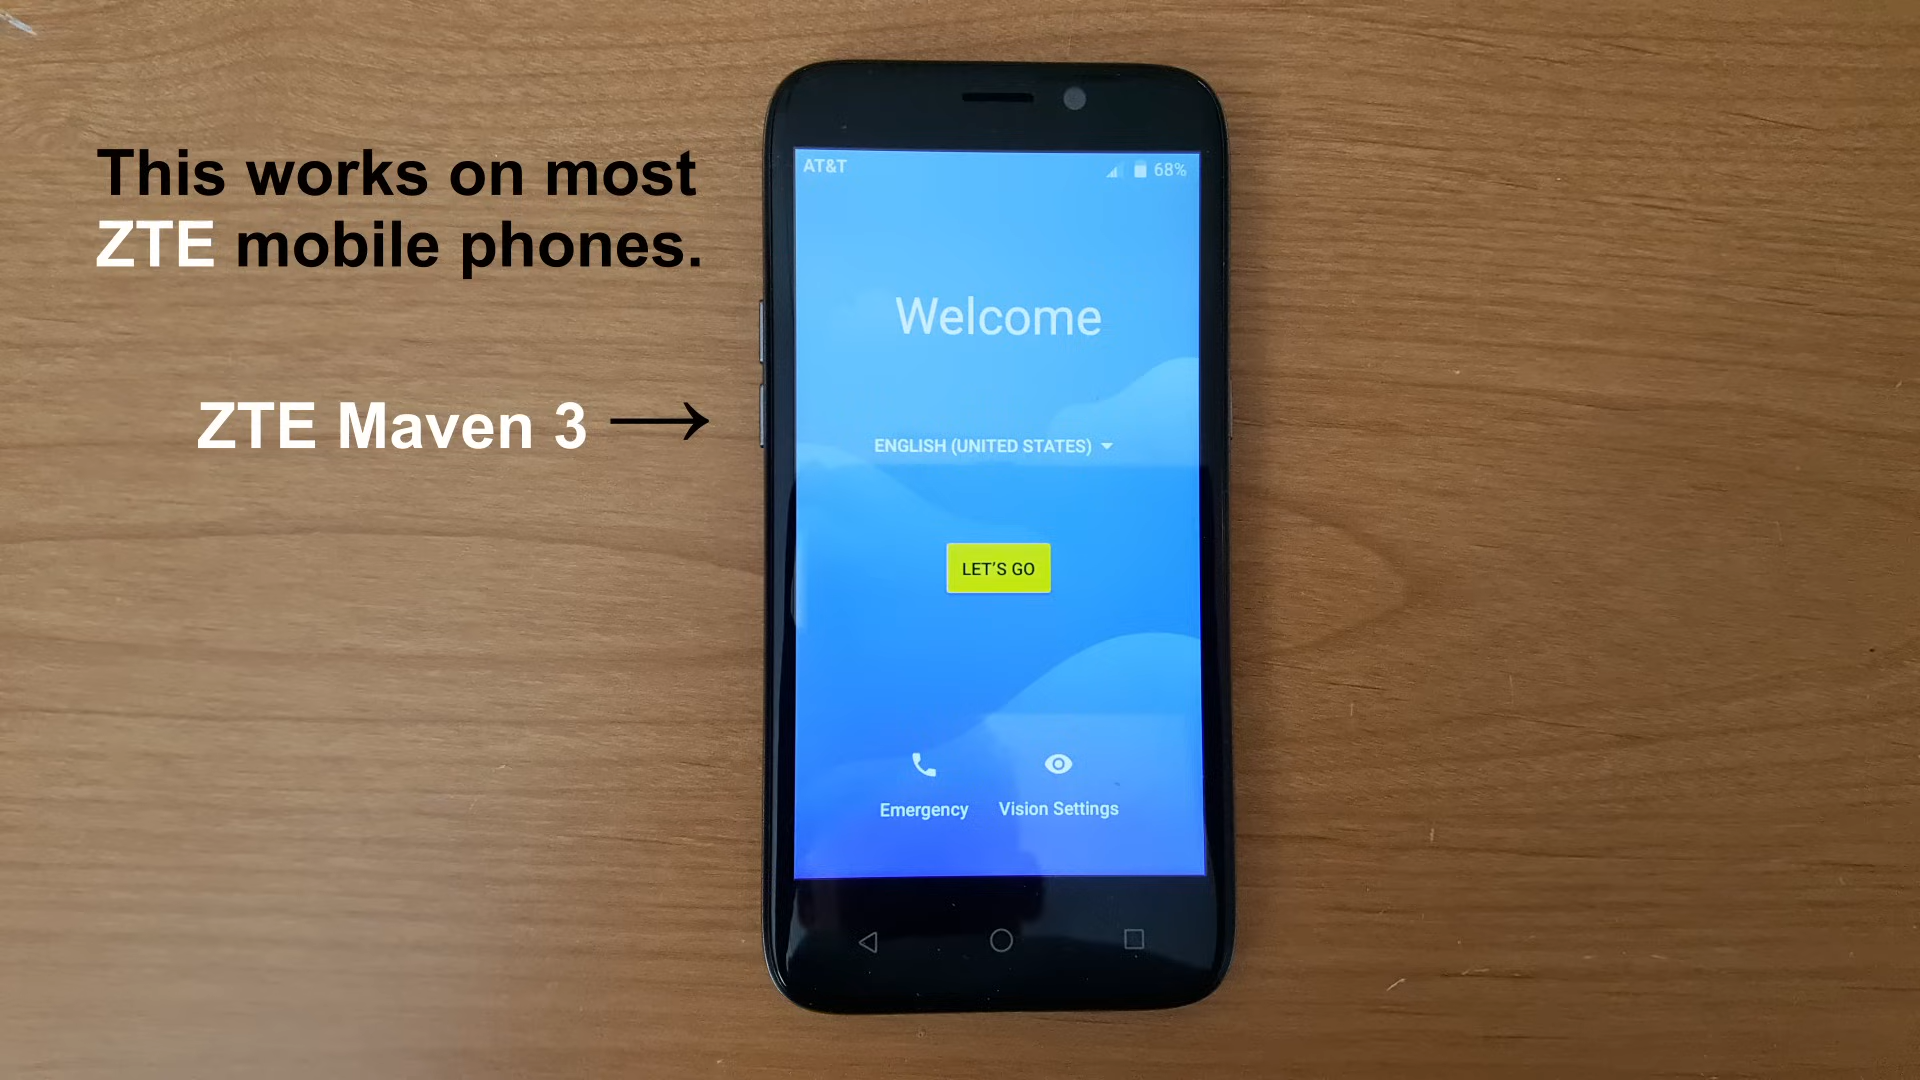 This works on most
ZTE mobile phones.
ZTE Maven 3
AT&T
68%
Welcome
ENGLISH (UNITED STATES)
LET'S GO
Emergency
Vision Settings